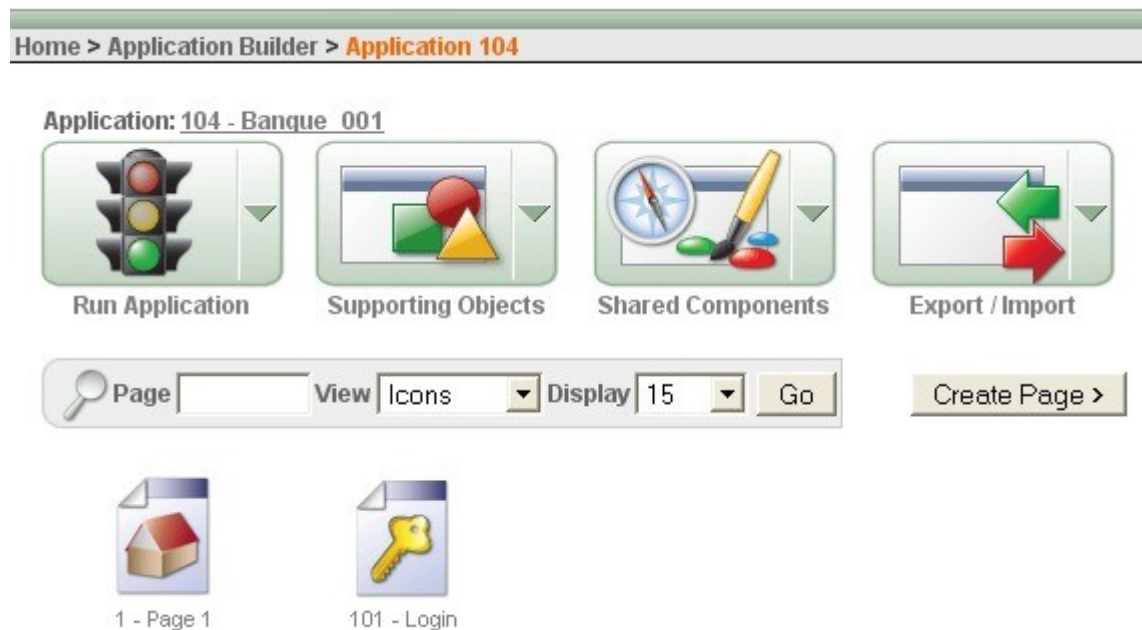 Home > Application Builder > Application 104
Application: 104 - Banque_001
Run Application Supporting Objects Shared Components Export / Import
Page View Icons Display 15 Go Create Page >
1 - Page 1 101 - Login